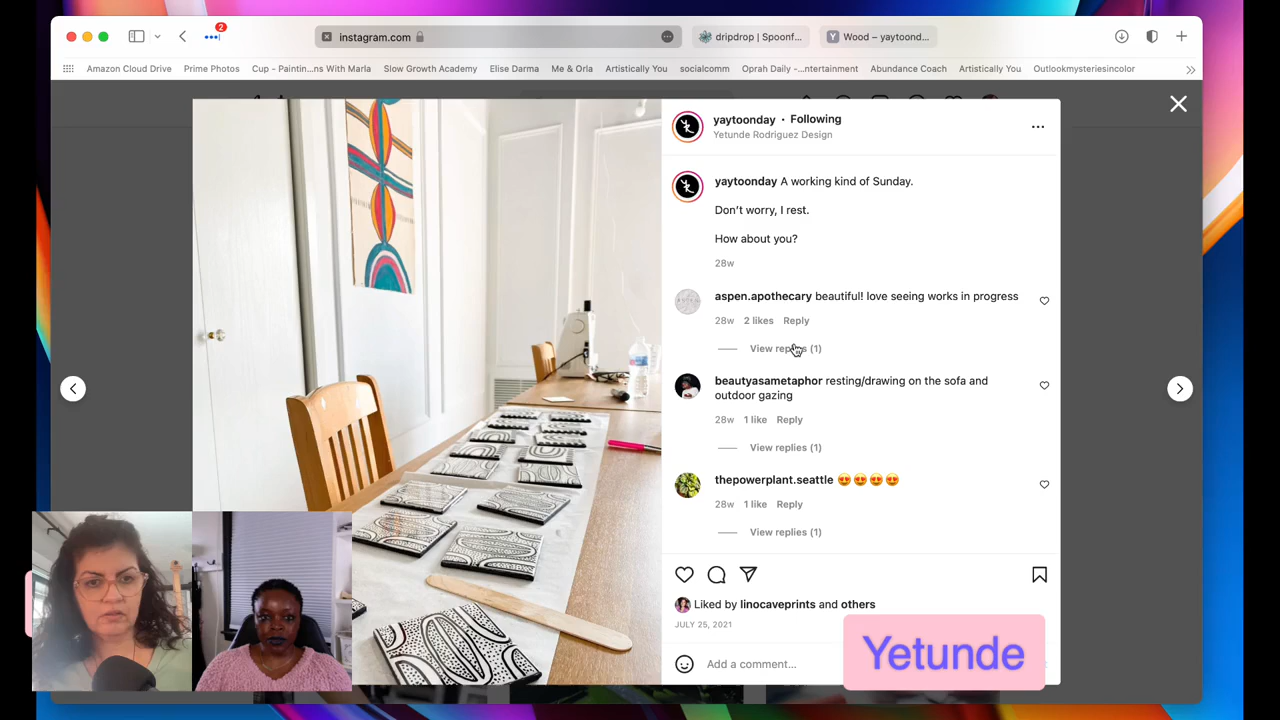 2
instagram.com
dripdrop | Spoonf...
Y Wood – yaytoond...
Amazon Cloud Drive
Prime Photos
Cup - Paintin...ns With Marla
Slow Growth Academy
Elise Darma
Me & Orla
Artistically You
socialcomm
Oprah Daily -...ntertainment
Abundance Coach
Artistically You
Outlookmysteriesincolor
yaytoonday • Following
Yetunde Rodriguez Design
yaytoonday A working kind of Sunday.
Don't worry, I rest.
How about you?
28w
aspen.apothecary beautiful! love seeing works in progress
28w 2 likes Reply
View replies (1)
beautyasametaphor resting/drawing on the sofa and
outdoor gazing
28w 1 like Reply
View replies (1)
thepowerplant.seattle 😍😍😍😍
28w 1 like Reply
View replies (1)
Liked by linocaveprints and others
JULY 25, 2021
Add a comment...
Yetunde